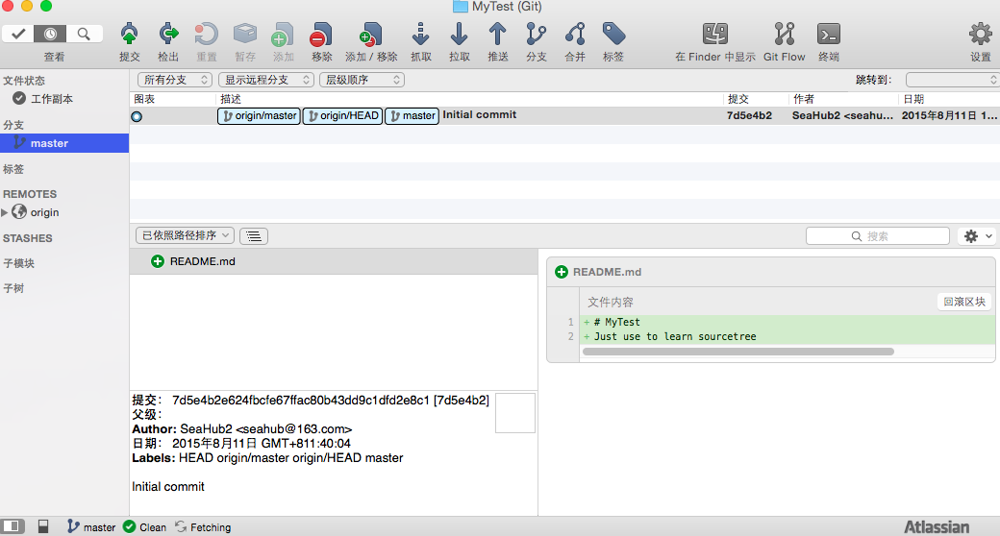 MyTest (Git)
查看 提交 检出 重置 暂存 添加 移除 添加 / 移除 抓取 拉取 推送 分支 合并 标签 在 Finder 中显示 Git Flow 终端 设置
文件状态
工作副本
分支
master
标签
REMOTES
origin
STASHES
子模块
子树
所有分支 显示远程分支 层级顺序 跳转到:
图表 描述 提交 作者 日期
origin/master origin/HEAD master Initial commit 7d5e4b2 SeaHub2 <seahu... 2015年8月11日 1...
已依照路径排序 搜索
README.md
README.md
文件内容 回滚区块
1 + # MyTest
2 + Just use to learn sourcetree
提交: 7d5e4b2e624fbcfe67ffac80b43dd9c1dfd2e8c1 [7d5e4b2]
父级:
Author: SeaHub2 <seahub@163.com>
日期: 2015年8月11日 GMT+811:40:04
Labels: HEAD origin/master origin/HEAD master
Initial commit
master Clean Fetching Atlassian